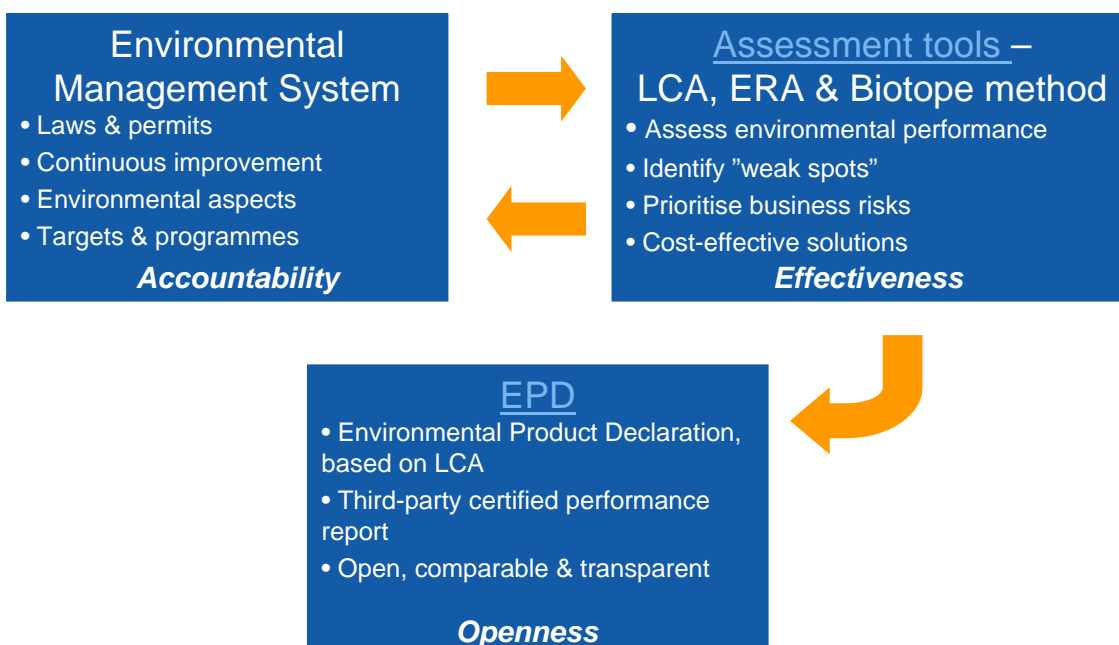 Environmental
Management System
• Laws & permits
• Continuous improvement
• Environmental aspects
• Targets & programmes
Accountability
Assessment tools –
LCA, ERA & Biotope method
• Assess environmental performance
• Identify ”weak spots”
• Prioritise business risks
• Cost-effective solutions
Effectiveness
EPD
• Environmental Product Declaration,
based on LCA
• Third-party certified performance
report
• Open, comparable & transparent
Openness